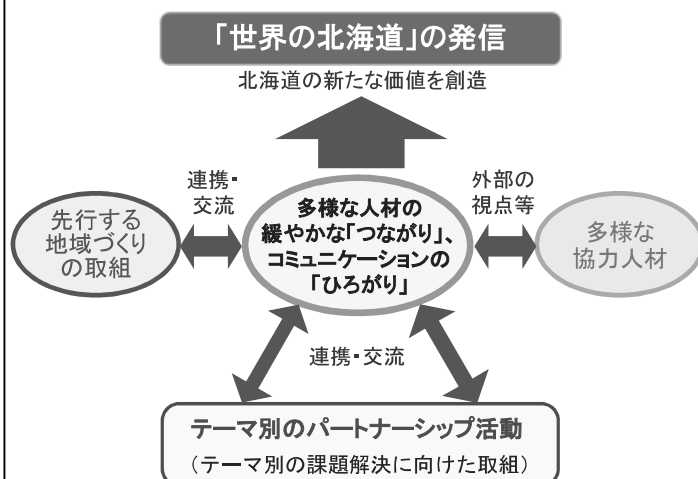 「世界の北海道」の発信
北海道の新たな価値を創造
連携・
交流
外部の
視点等
先行する
地域づくり
の取組
多様な人材の
緩やかな「つながり」、
コミュニケーションの
「ひろがり」
多様な
協力人材
連携・交流
テーマ別のパートナーシップ活動
（テーマ別の課題解決に向けた取組）